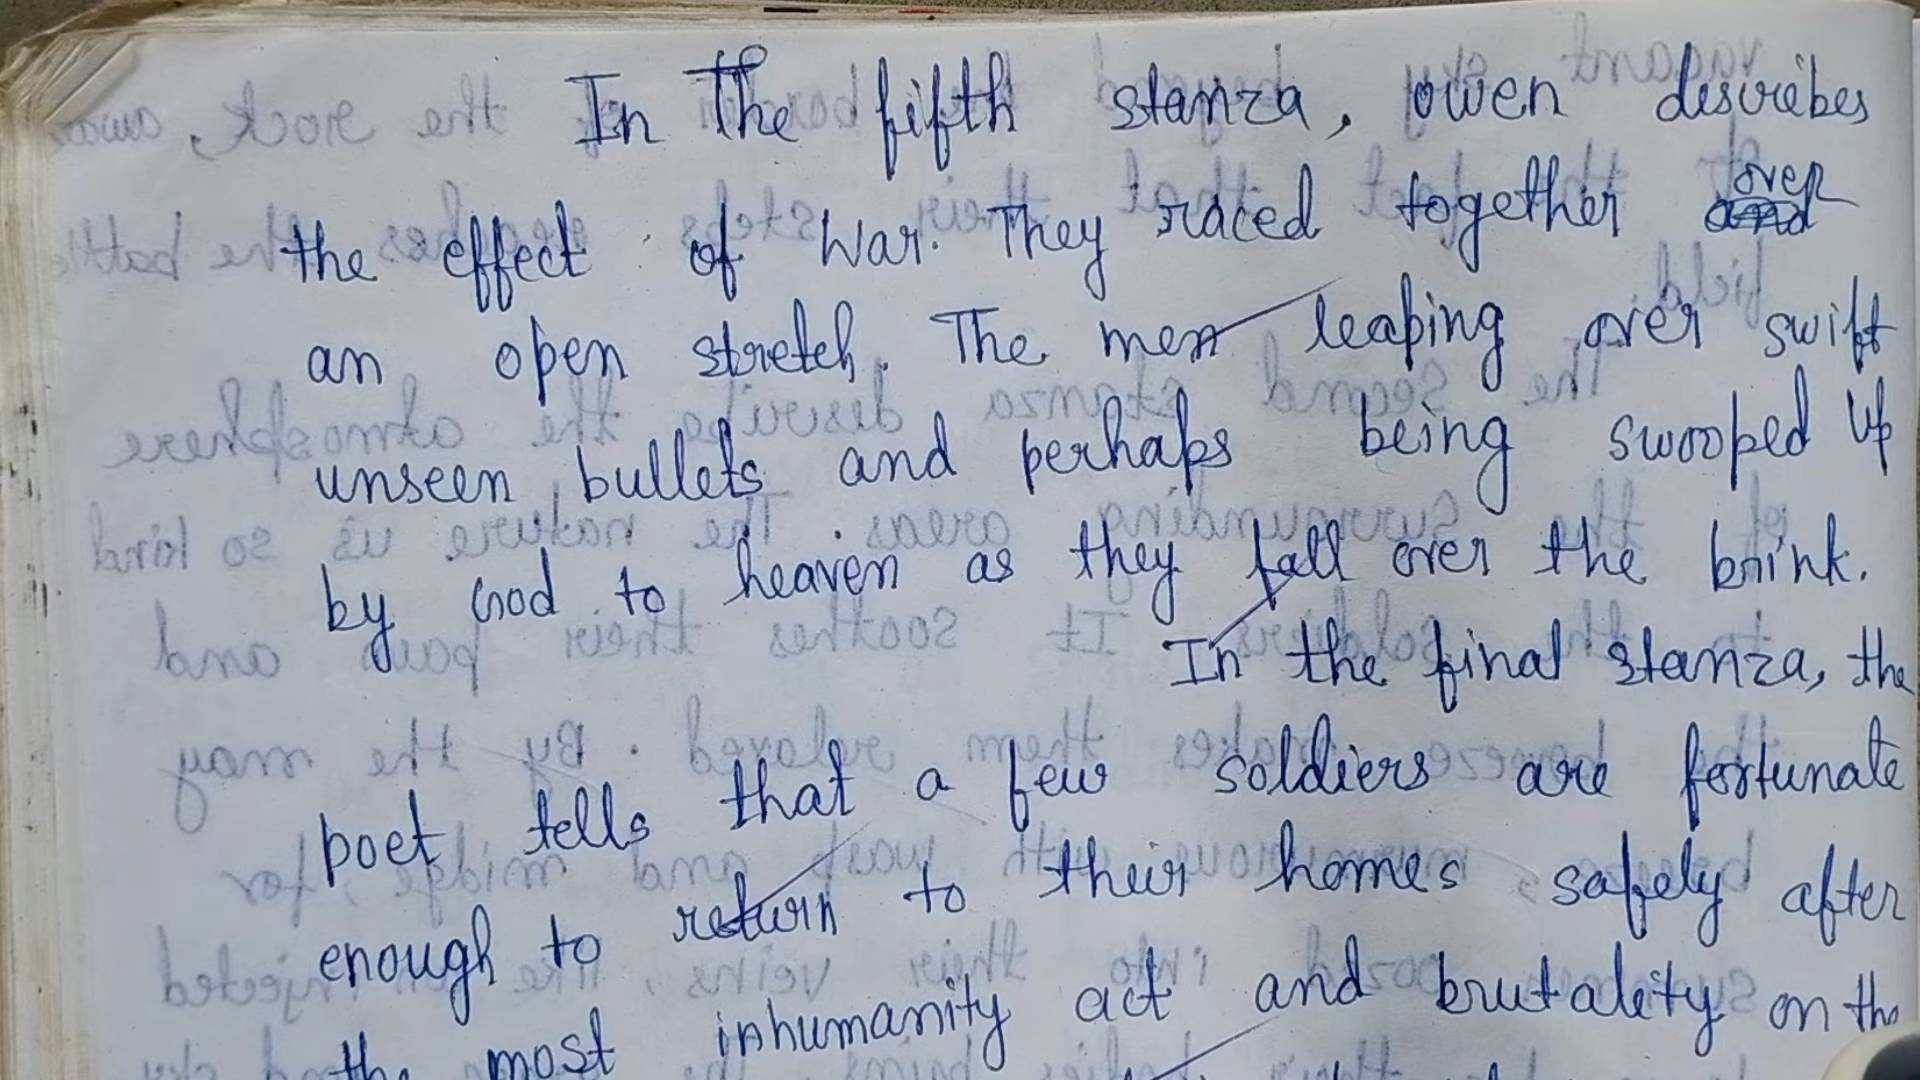 In The fifth stanza, owen describes
the effect of war. They raced together over
an open stretch. The men leaping over swift
unseen bullets and perhaps being swooped up
by God to heaven as they fall over the brink.
In the final stanza, the
poet tells that a few soldiers are fortunate
enough to return to their homes safely after
the most inhumanity act and brutality on the